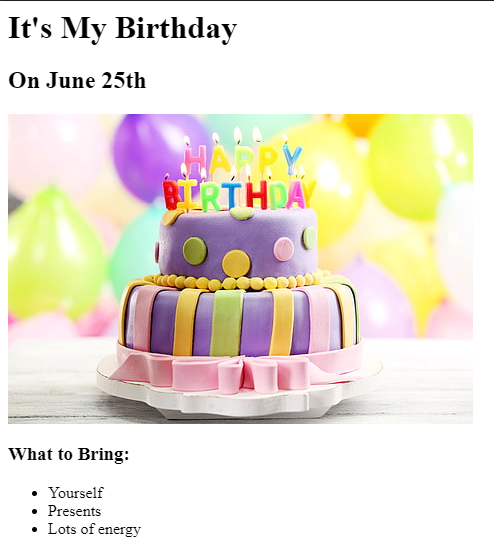 It's My Birthday
On June 25th
HAPPY
BIRTHDAY
What to Bring:
Yourself
Presents
Lots of energy